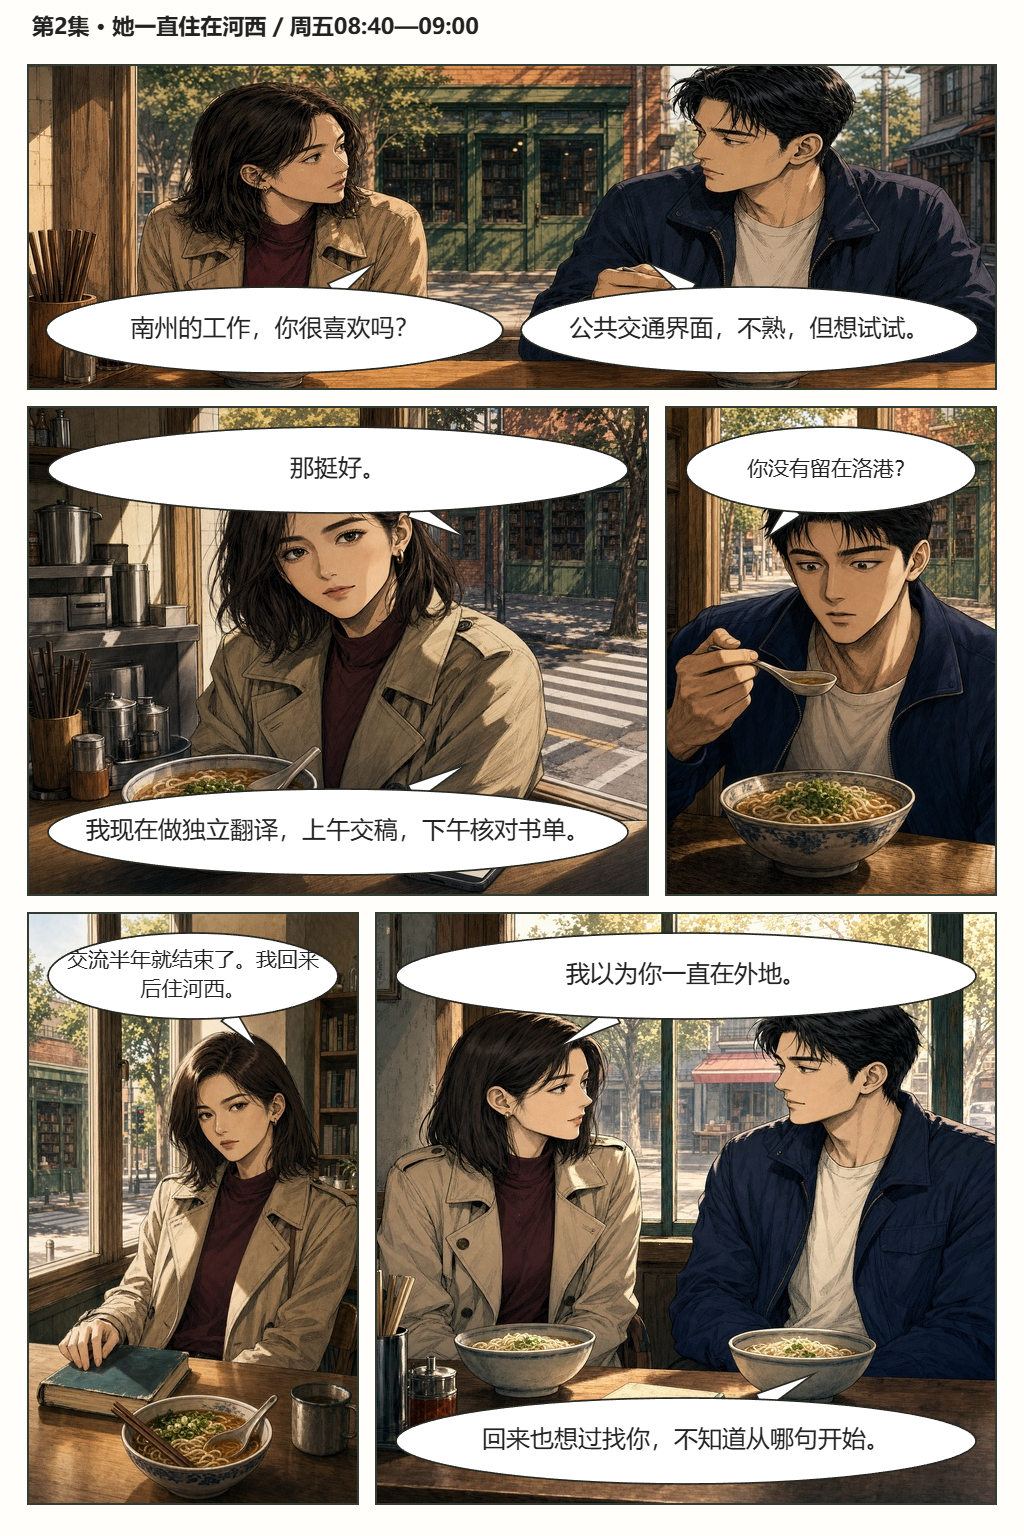 第2集·她一直住在河西 / 周五08:40—09:00
南州的工作，你很喜欢吗？
公共交通界面，不熟，但想试试。
那挺好。
我现在做独立翻译，上午交稿，下午核对书单。
你没有留在洛港？
交流半年就结束了。我回来
后住河西。
我以为你一直在外地。
回来也想过找你，不知道从哪句开始。